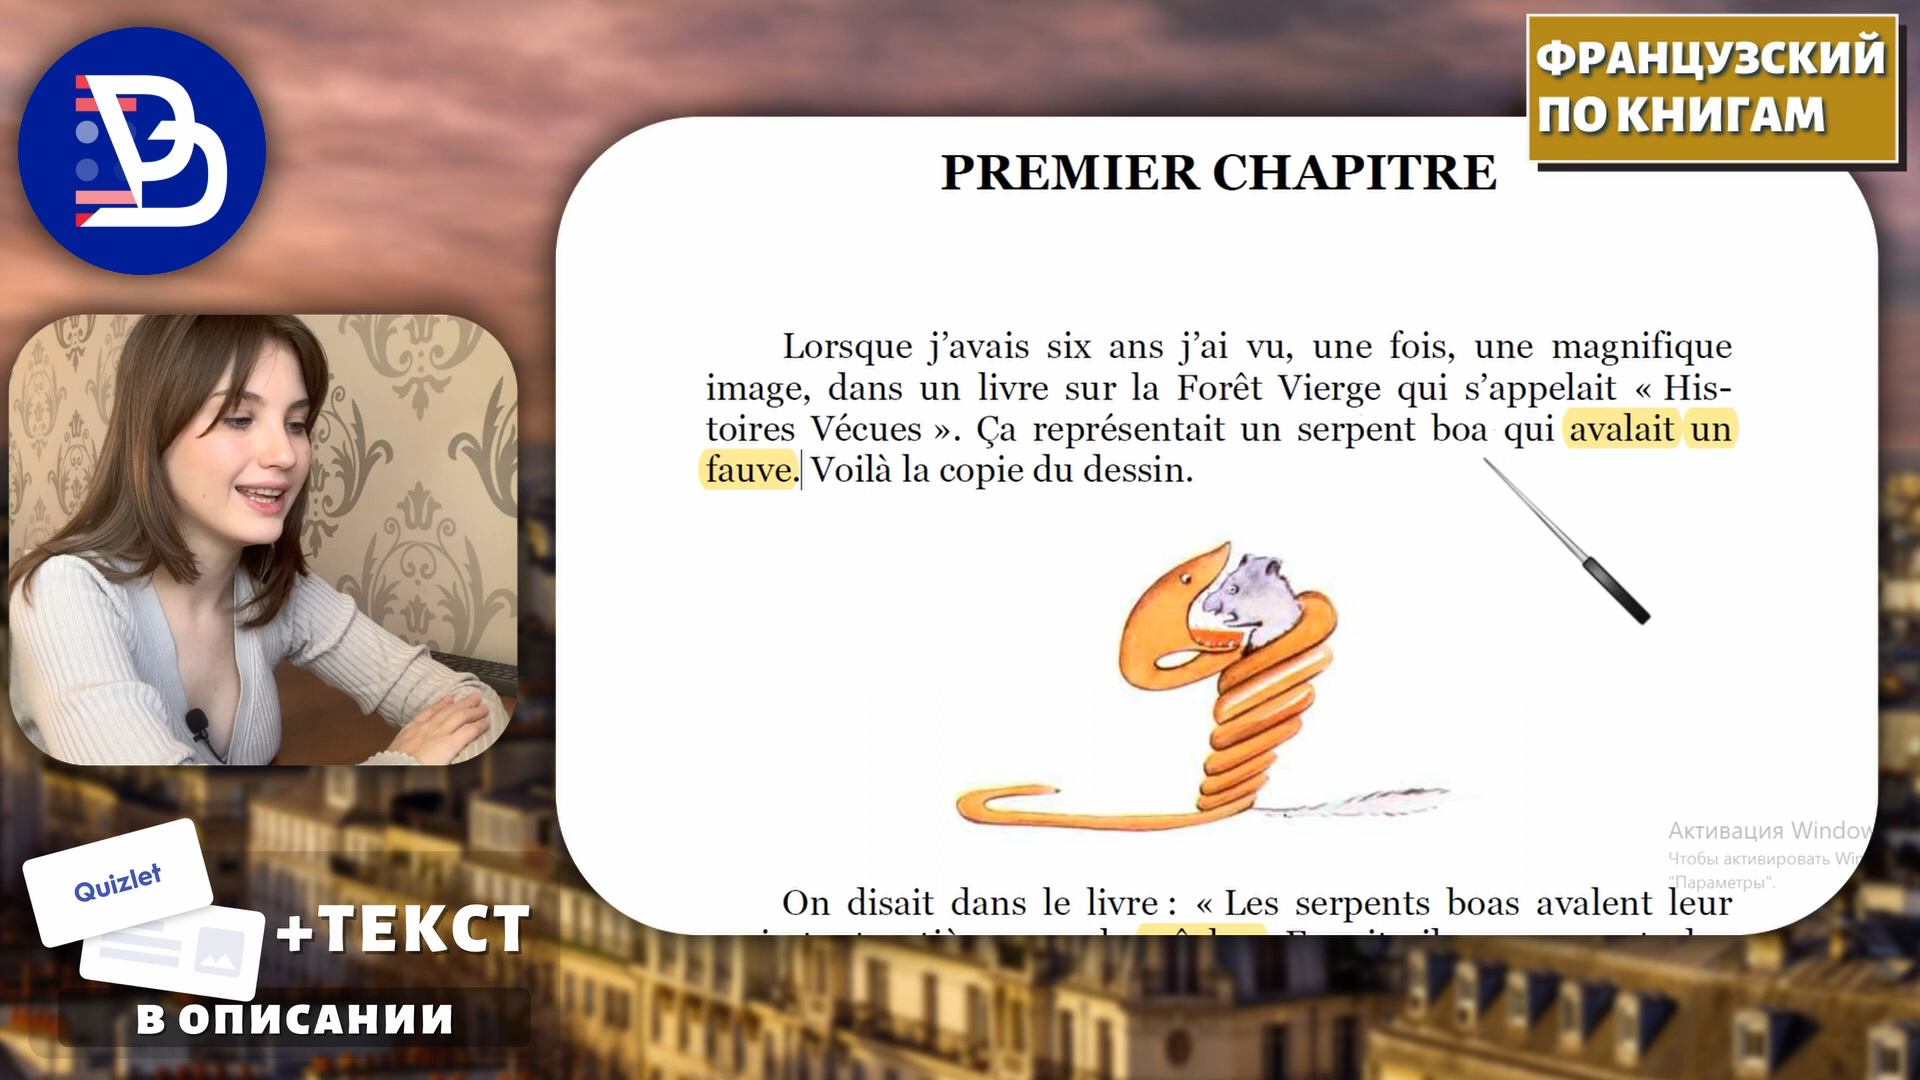 ФРАНЦУЗСКИЙ
ПО КНИГАМ
PREMIER CHAPITRE
Lorsque j’avais six ans j’ai vu, une fois, une magnifique
image, dans un livre sur la Forêt Vierge qui s’appelait « His-
toires Vécues ». Ça représentait un serpent boa qui avalait un
fauve. Voilà la copie du dessin.
Активация Window
Чтобы активировать Win
"Параметры".
On disait dans le livre : « Les serpents boas avalent leur
Quizlet
+ТЕКСТ
В ОПИСАНИИ